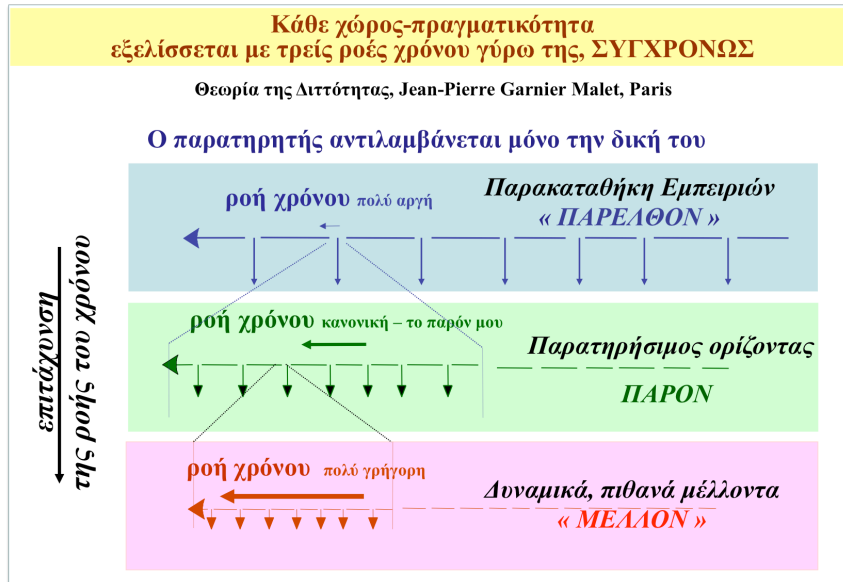 Κάθε χώρος-πραγματικότητα
εξελίσσεται με τρείς ροές χρόνου γύρω της, ΣΥΓΧΡΟΝΩΣ
Θεωρία της Διττότητας, Jean-Pierre Garnier Malet, Paris
Ο παρατηρητής αντιλαμβάνεται μόνο την δική του
ροή χρόνου πολύ αργή
Παρακαταθήκη Εμπειριών
« ΠΑΡΕΛΘΟΝ »
επιτάχυνση
της ροής του χρόνου
ροή χρόνου κανονική – το παρόν μου
Παρατηρήσιμος ορίζοντας
ΠΑΡΟΝ
ροή χρόνου πολύ γρήγορη
Δυναμικά, πιθανά μέλλοντα
« ΜΕΛΛΟΝ »